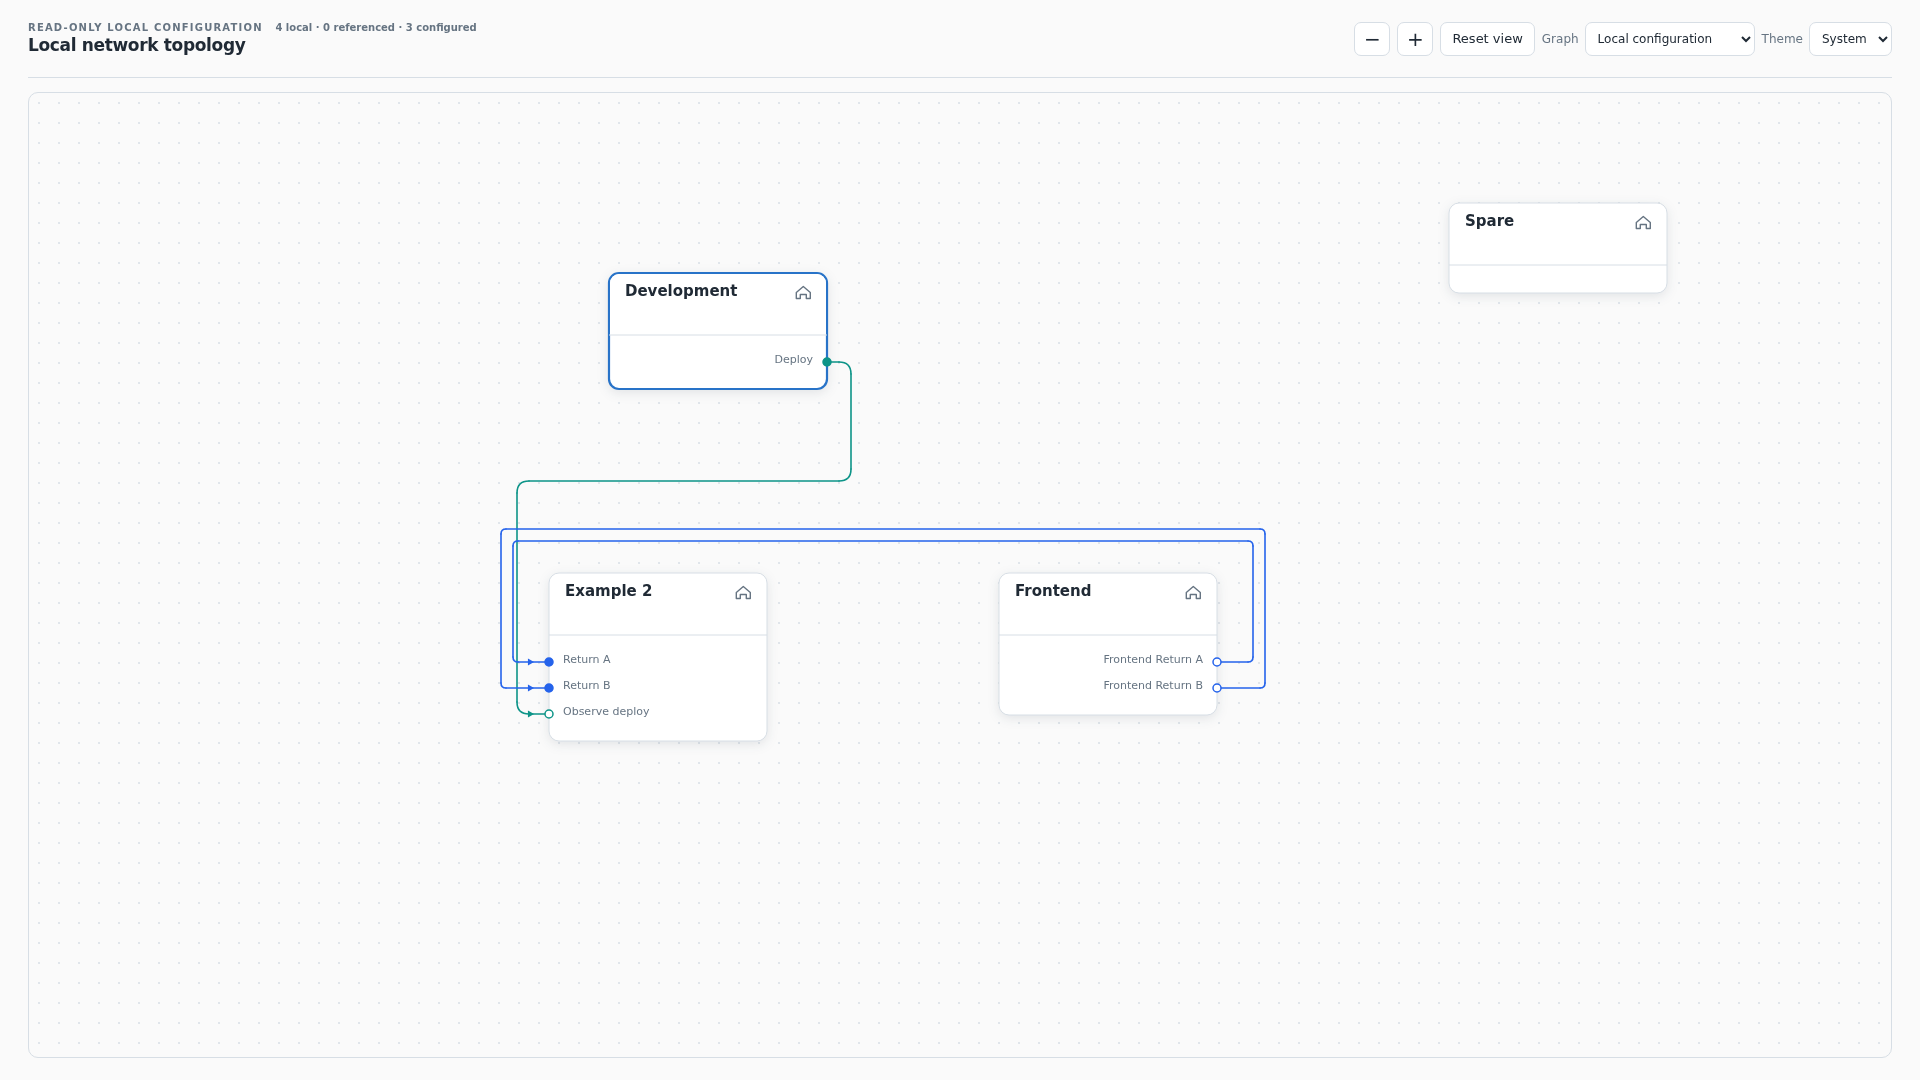 READ-ONLY LOCAL CONFIGURATION 4 local · 0 referenced · 3 configured
Local network topology
− + Reset view Graph Local configuration Theme System
Spare
Development
Deploy
Example 2
Return A
Return B
Observe deploy
Frontend
Frontend Return A
Frontend Return B